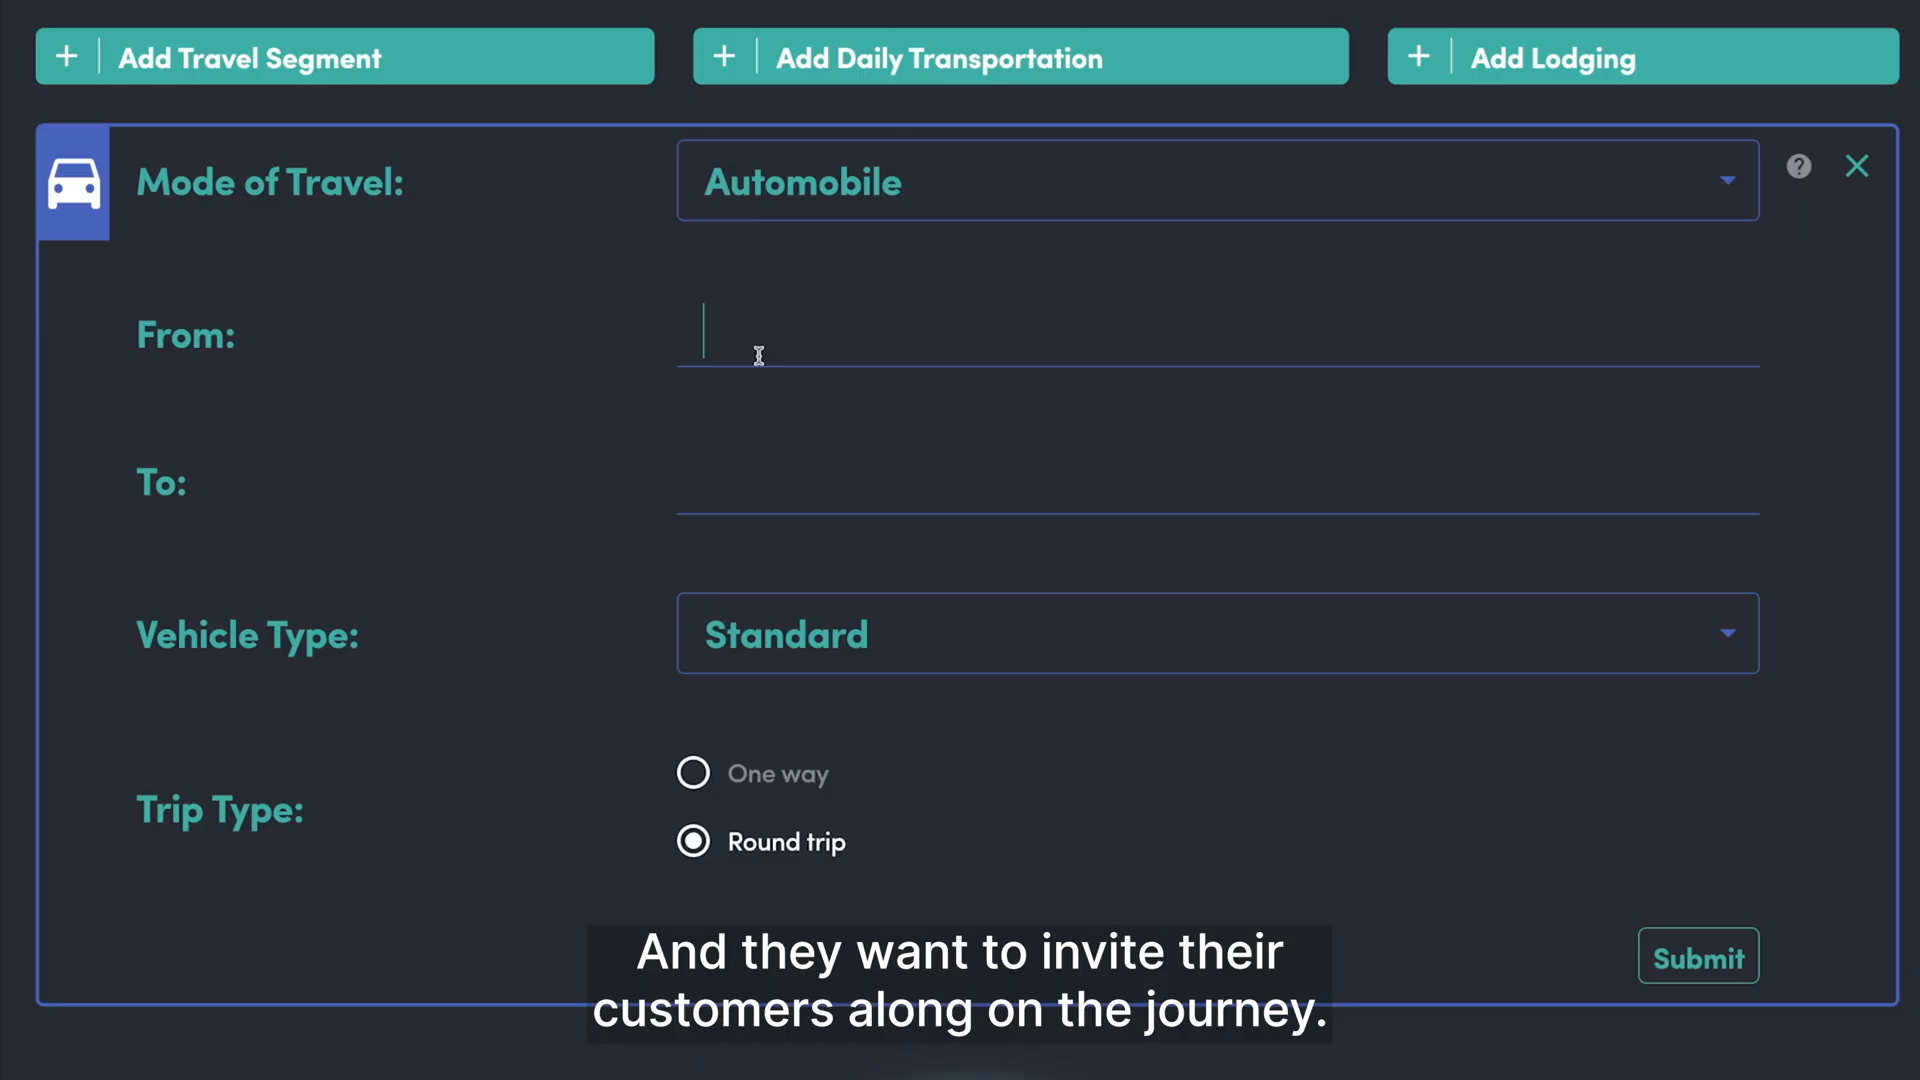 + Add Travel Segment
+ Add Daily Transportation
+ Add Lodging
Mode of Travel:
Automobile
?
From:
To:
Vehicle Type:
Standard
Trip Type:
One way
Round trip
Submit
And they want to invite their
customers along on the journey.